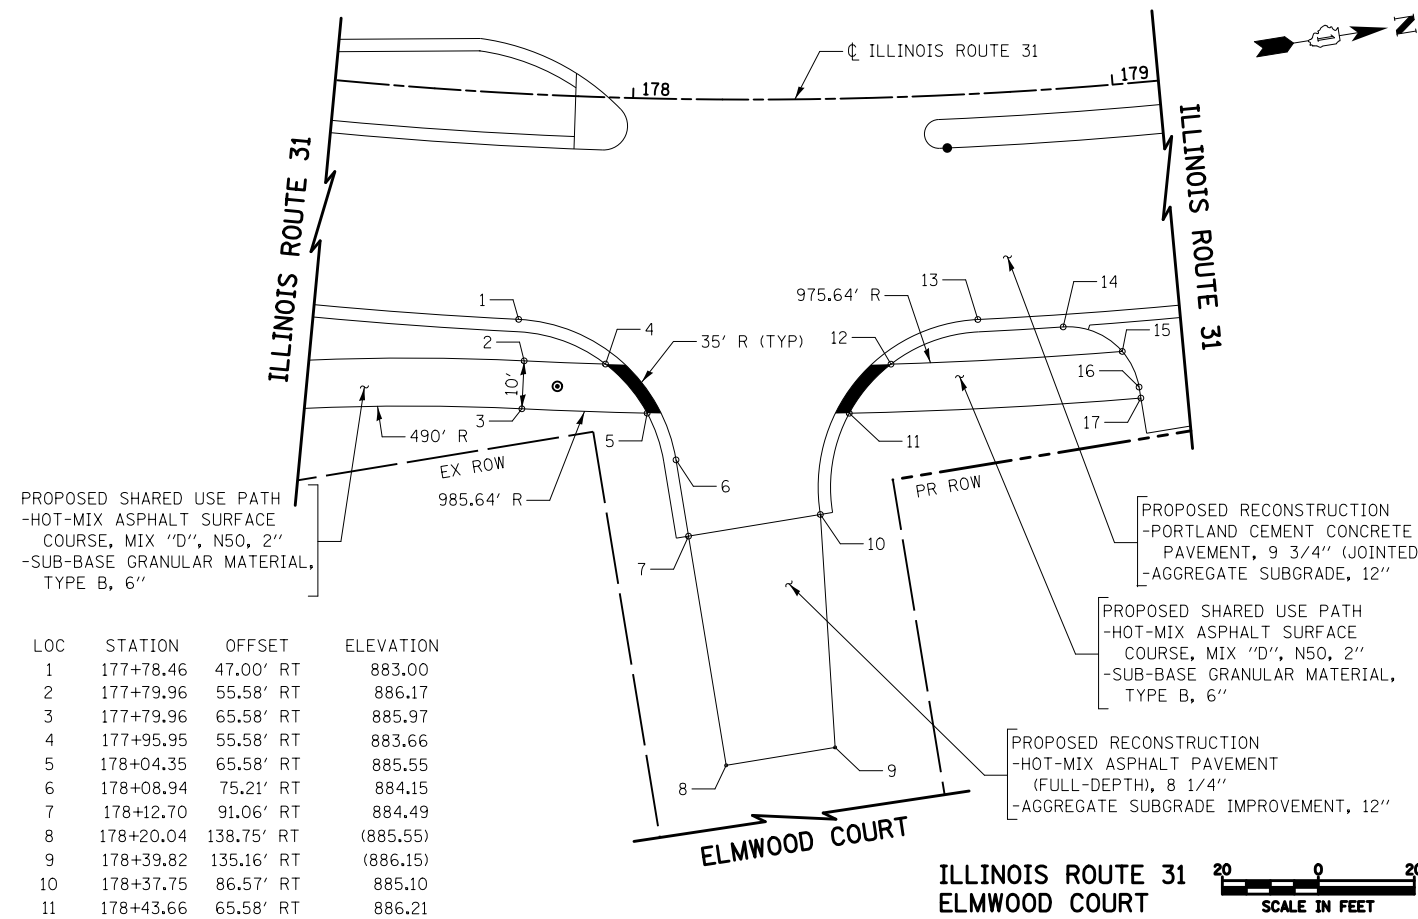 ℄ ILLINOIS ROUTE 31
N
178
179
ILLINOIS ROUTE 31
ILLINOIS ROUTE 31
1
2
3
10'
4
35' R (TYP)
975.64' R
13
14
12
15
16
17
11
490' R
5
EX ROW
985.64' R
6
PR ROW
7
10
8
9
PROPOSED SHARED USE PATH
-HOT-MIX ASPHALT SURFACE
COURSE, MIX "D", N50, 2"
-SUB-BASE GRANULAR MATERIAL,
TYPE B, 6"
PROPOSED RECONSTRUCTION
-PORTLAND CEMENT CONCRETE
PAVEMENT, 9 3/4" (JOINTED
-AGGREGATE SUBGRADE, 12"
PROPOSED SHARED USE PATH
-HOT-MIX ASPHALT SURFACE
COURSE, MIX "D", N50, 2"
-SUB-BASE GRANULAR MATERIAL,
TYPE B, 6"
PROPOSED RECONSTRUCTION
-HOT-MIX ASPHALT PAVEMENT
(FULL-DEPTH), 8 1/4"
-AGGREGATE SUBGRADE IMPROVEMENT, 12"
ELMWOOD COURT
LOC STATION OFFSET ELEVATION
1 177+78.46 47.00' RT 883.00
2 177+79.96 55.58' RT 886.17
3 177+79.96 65.58' RT 885.97
4 177+95.95 55.58' RT 883.66
5 178+04.35 65.58' RT 885.55
6 178+08.94 75.21' RT 884.15
7 178+12.70 91.06' RT 884.49
8 178+20.04 138.75' RT (885.55)
9 178+39.82 135.16' RT (886.15)
10 178+37.75 86.57' RT 885.10
11 178+43.66 65.58' RT 886.21
ILLINOIS ROUTE 31
ELMWOOD COURT
20 0 20
SCALE IN FEET